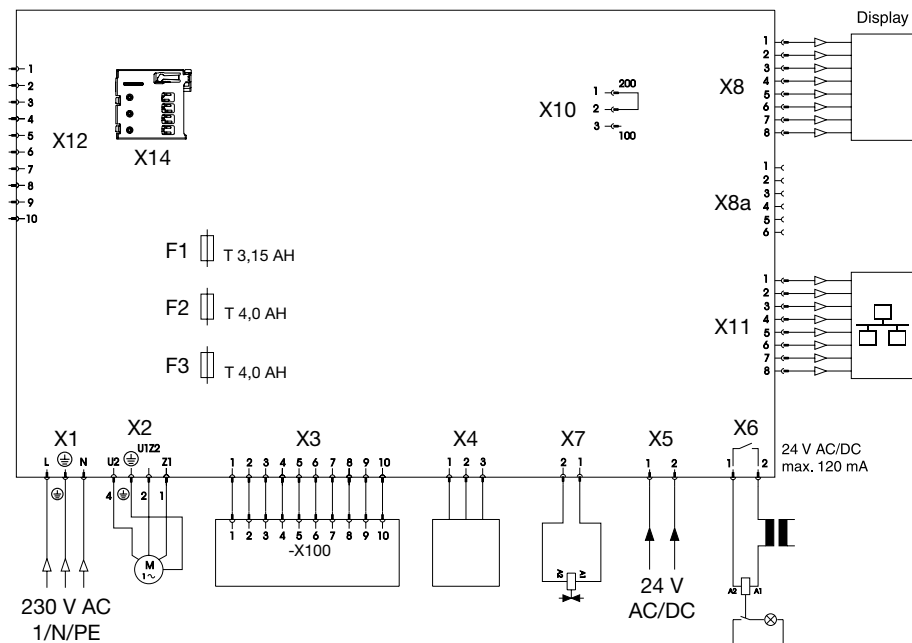 Display
X8
1
2
3
4
5
6
7
8
X8a
1
2
3
4
5
6
X11
1
2
3
4
5
6
7
8
X10
200
1
2
3
100
X12
1
2
3
4
5
6
7
8
9
10
X14
F1 T 3,15 AH
F2 T 4,0 AH
F3 T 4,0 AH
X1
L N
230 V AC
1/N/PE
X2
U2 U1Z2 Z1
4 2 1
M
1~
X3
1 2 3 4 5 6 7 8 9 10
1 2 3 4 5 6 7 8 9 10
-X100
X4
1 2 3
X7
2 1
A2 A1
X5
1 2
24 V
AC/DC
X6
1 2
24 V AC/DC
max. 120 mA
A2 A1